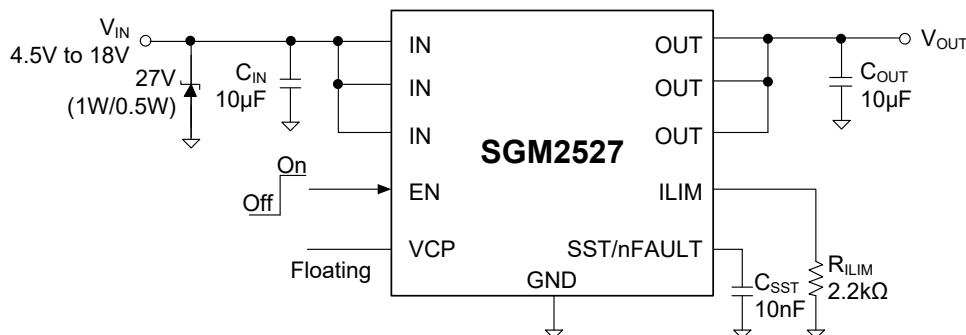 VIN
4.5V to 18V
27V
(1W/0.5W)
CIN
10µF
IN
IN
IN
EN
VCP
On
Off
Floating
SGM2527
GND
OUT
OUT
OUT
ILIM
SST/nFAULT
VOUT
COUT
10µF
CSST
10nF
RILIM
2.2kΩ